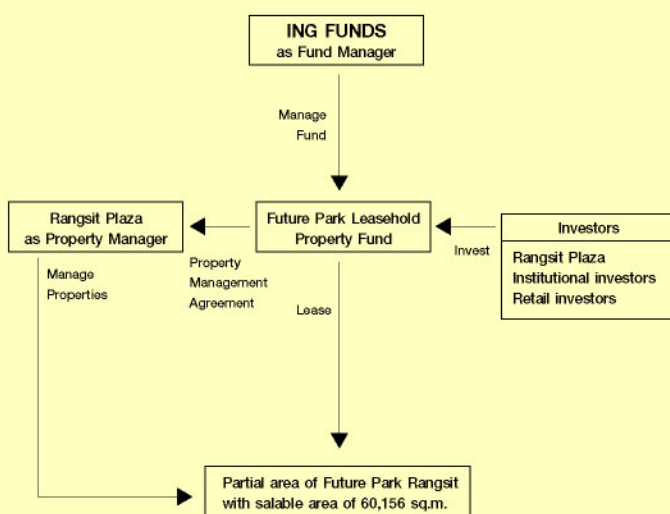 ING FUNDS
as Fund Manager
Manage
Fund
Rangsit Plaza
as Property Manager
Future Park Leasehold
Property Fund
Investors
Rangsit Plaza
Institutional investors
Retail investors
Invest
Property
Management
Agreement
Manage
Properties
Lease
Partial area of Future Park Rangsit
with salable area of 60,156 sq.m.